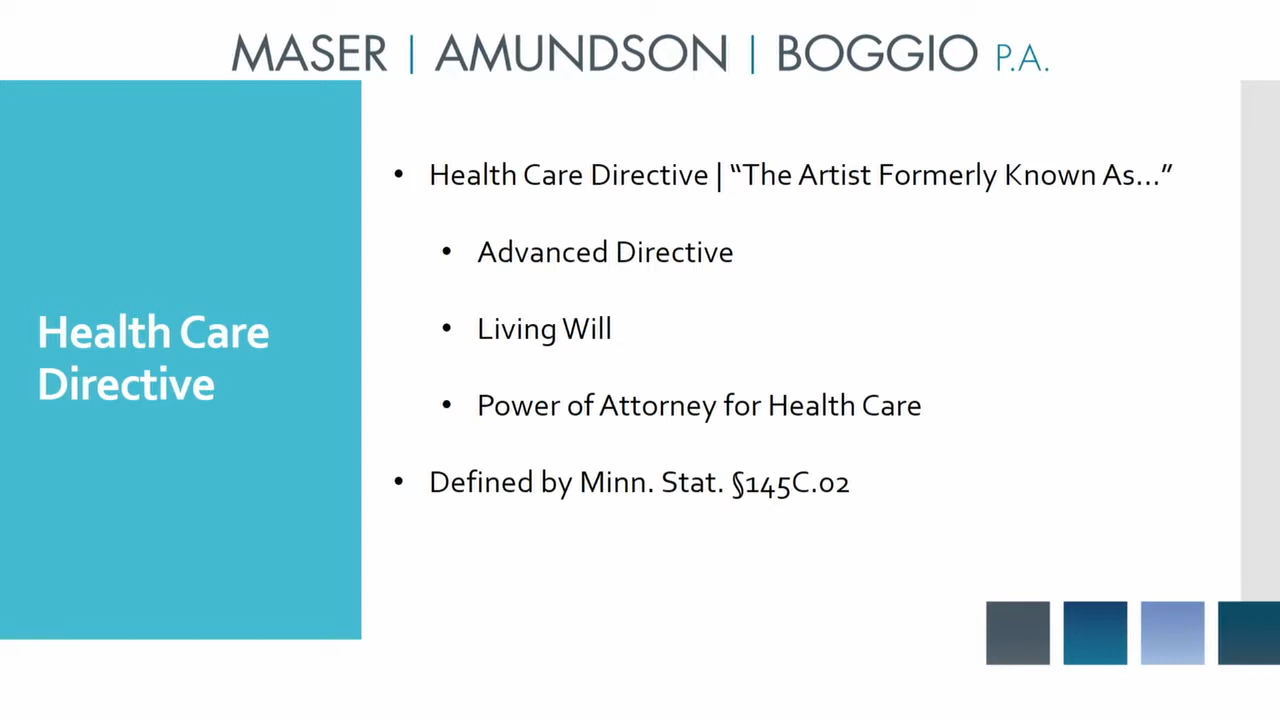 MASER | AMUNDSON | BOGGIO P.A.
Health Care
Directive
• Health Care Directive | “The Artist Formerly Known As...”
• Advanced Directive
• Living Will
• Power of Attorney for Health Care
• Defined by Minn. Stat. §145C.02